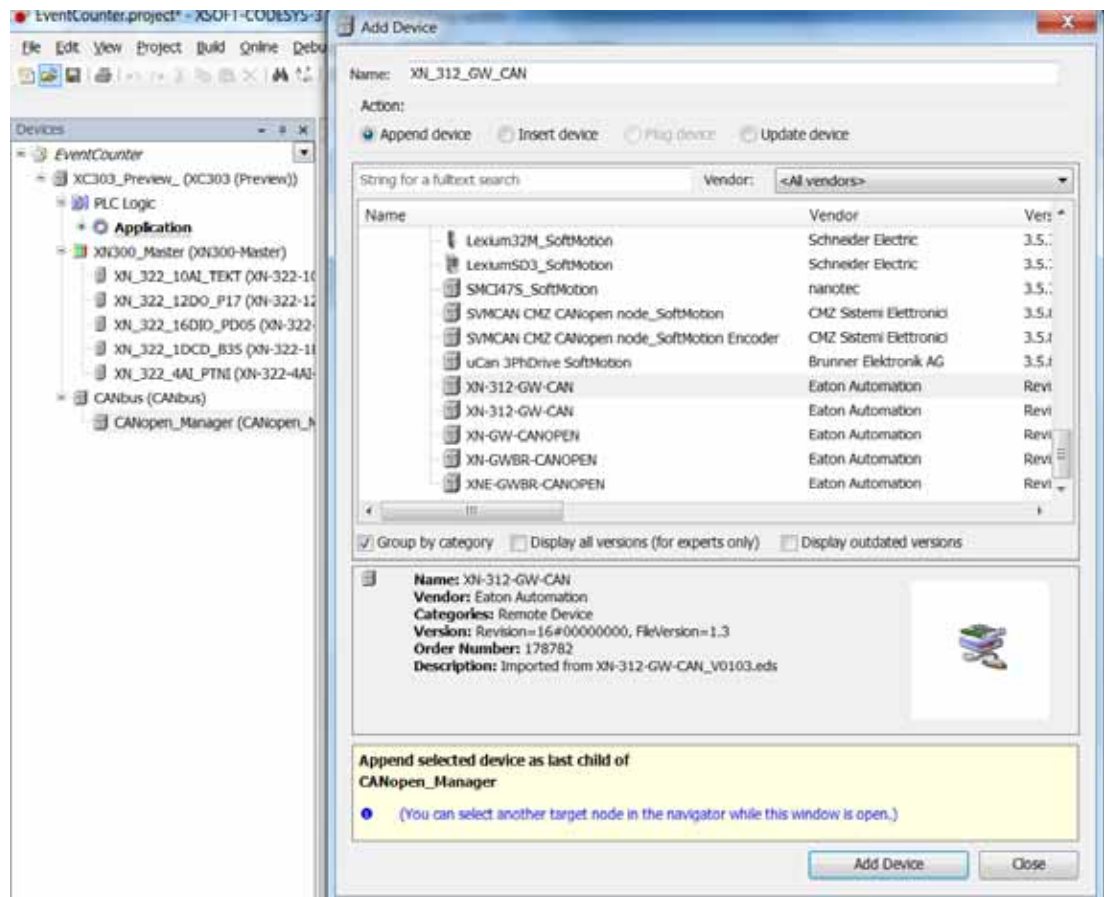 EventCounter.project* - XSOFT-CODESYS-3
File Edit View Project Build Online Debu
Devices
EventCounter
XC303_Preview_ (XC303 (Preview))
PLC Logic
Application
XN300_Master (XN300-Master)
XN_322_10AI_TEKT (XN-322-10
XN_322_12DO_P17 (XN-322-12
XN_322_16DIO_PD05 (XN-322-
XN_322_1DCD_B35 (XN-322-1
XN_322_4AI_PTNI (XN-322-4AI-
CANbus (CANbus)
CANopen_Manager (CANopen_M
Add Device
Name: XN_312_GW_CAN
Action:
Append device Insert device Plug device Update device
String for a fulltext search Vendor: <All vendors>
Name Vendor Vers
Lexium32M_SoftMotion Schneider Electric 3.5.
LexiumSD3_SoftMotion Schneider Electric 3.5.
SMCI47S_SoftMotion nanotec 3.5.
SVMCAN CMZ CANopen node_SoftMotion CMZ Sistemi Elettronici 3.5.
SVMCAN CMZ CANopen node_SoftMotion Encoder CMZ Sistemi Elettronici 3.5.
uCan 3PhDrive SoftMotion Brunner Elektronik AG 3.5.
XN-312-GW-CAN Eaton Automation Revi
XN-312-GW-CAN Eaton Automation Revi
XN-GW-CANOPEN Eaton Automation Revi
XN-GWBR-CANOPEN Eaton Automation Revi
XNE-GWBR-CANOPEN Eaton Automation Revi
Group by category Display all versions (for experts only) Display outdated versions
Name: XN-312-GW-CAN
Vendor: Eaton Automation
Categories: Remote Device
Version: Revision=16#00000000, FileVersion=1.3
Order Number: 178782
Description: Imported from XN-312-GW-CAN_V0103.eds
Append selected device as last child of
CANopen_Manager
(You can select another target node in the navigator while this window is open.)
Add Device Close